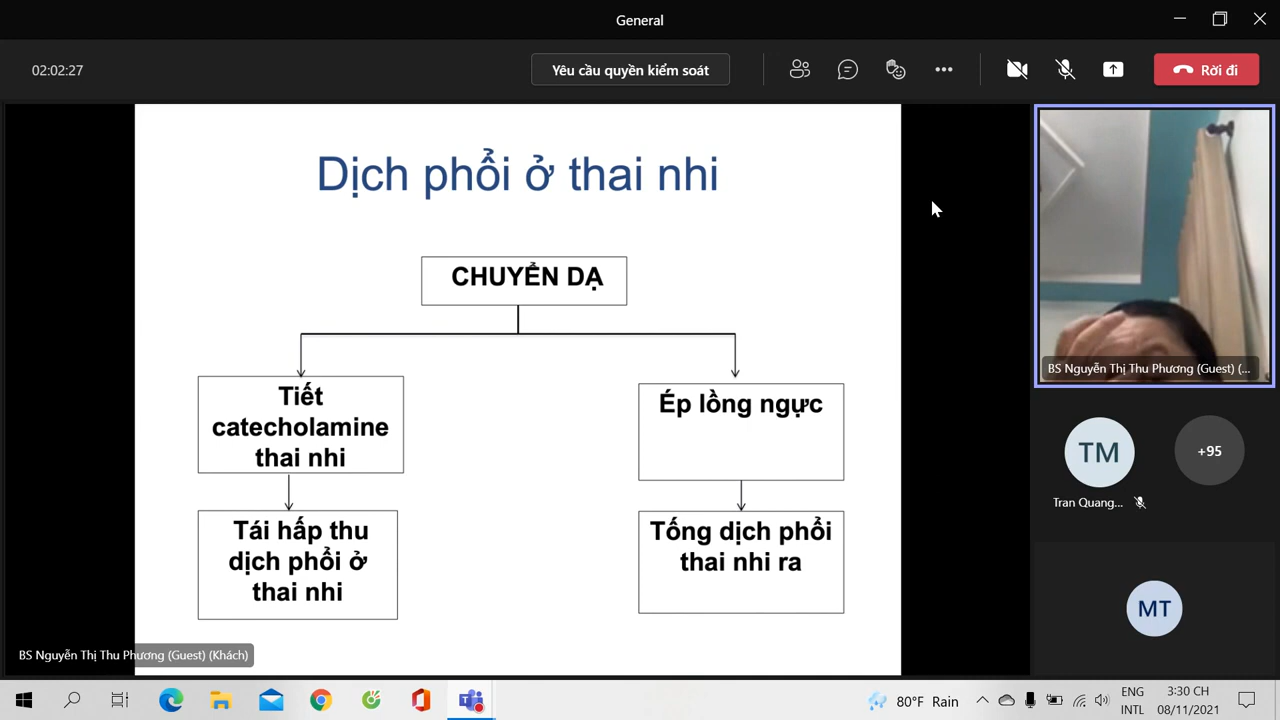 General
02:02:27
Yêu cầu quyền kiểm soát
Rời đi
Dịch phổi ở thai nhi
CHUYỂN DẠ
Tiết
catecholamine
thai nhi
Ép lồng ngực
Tái hấp thu
dịch phổi ở
thai nhi
Tống dịch phổi
thai nhi ra
BS Nguyễn Thị Thu Phương (Guest) (...
TM
+95
Tran Quang...
MT
BS Nguyễn Thị Thu Phương (Guest) (Khách)
80°F Rain
ENG
INTL
3:30 CH
08/11/2021